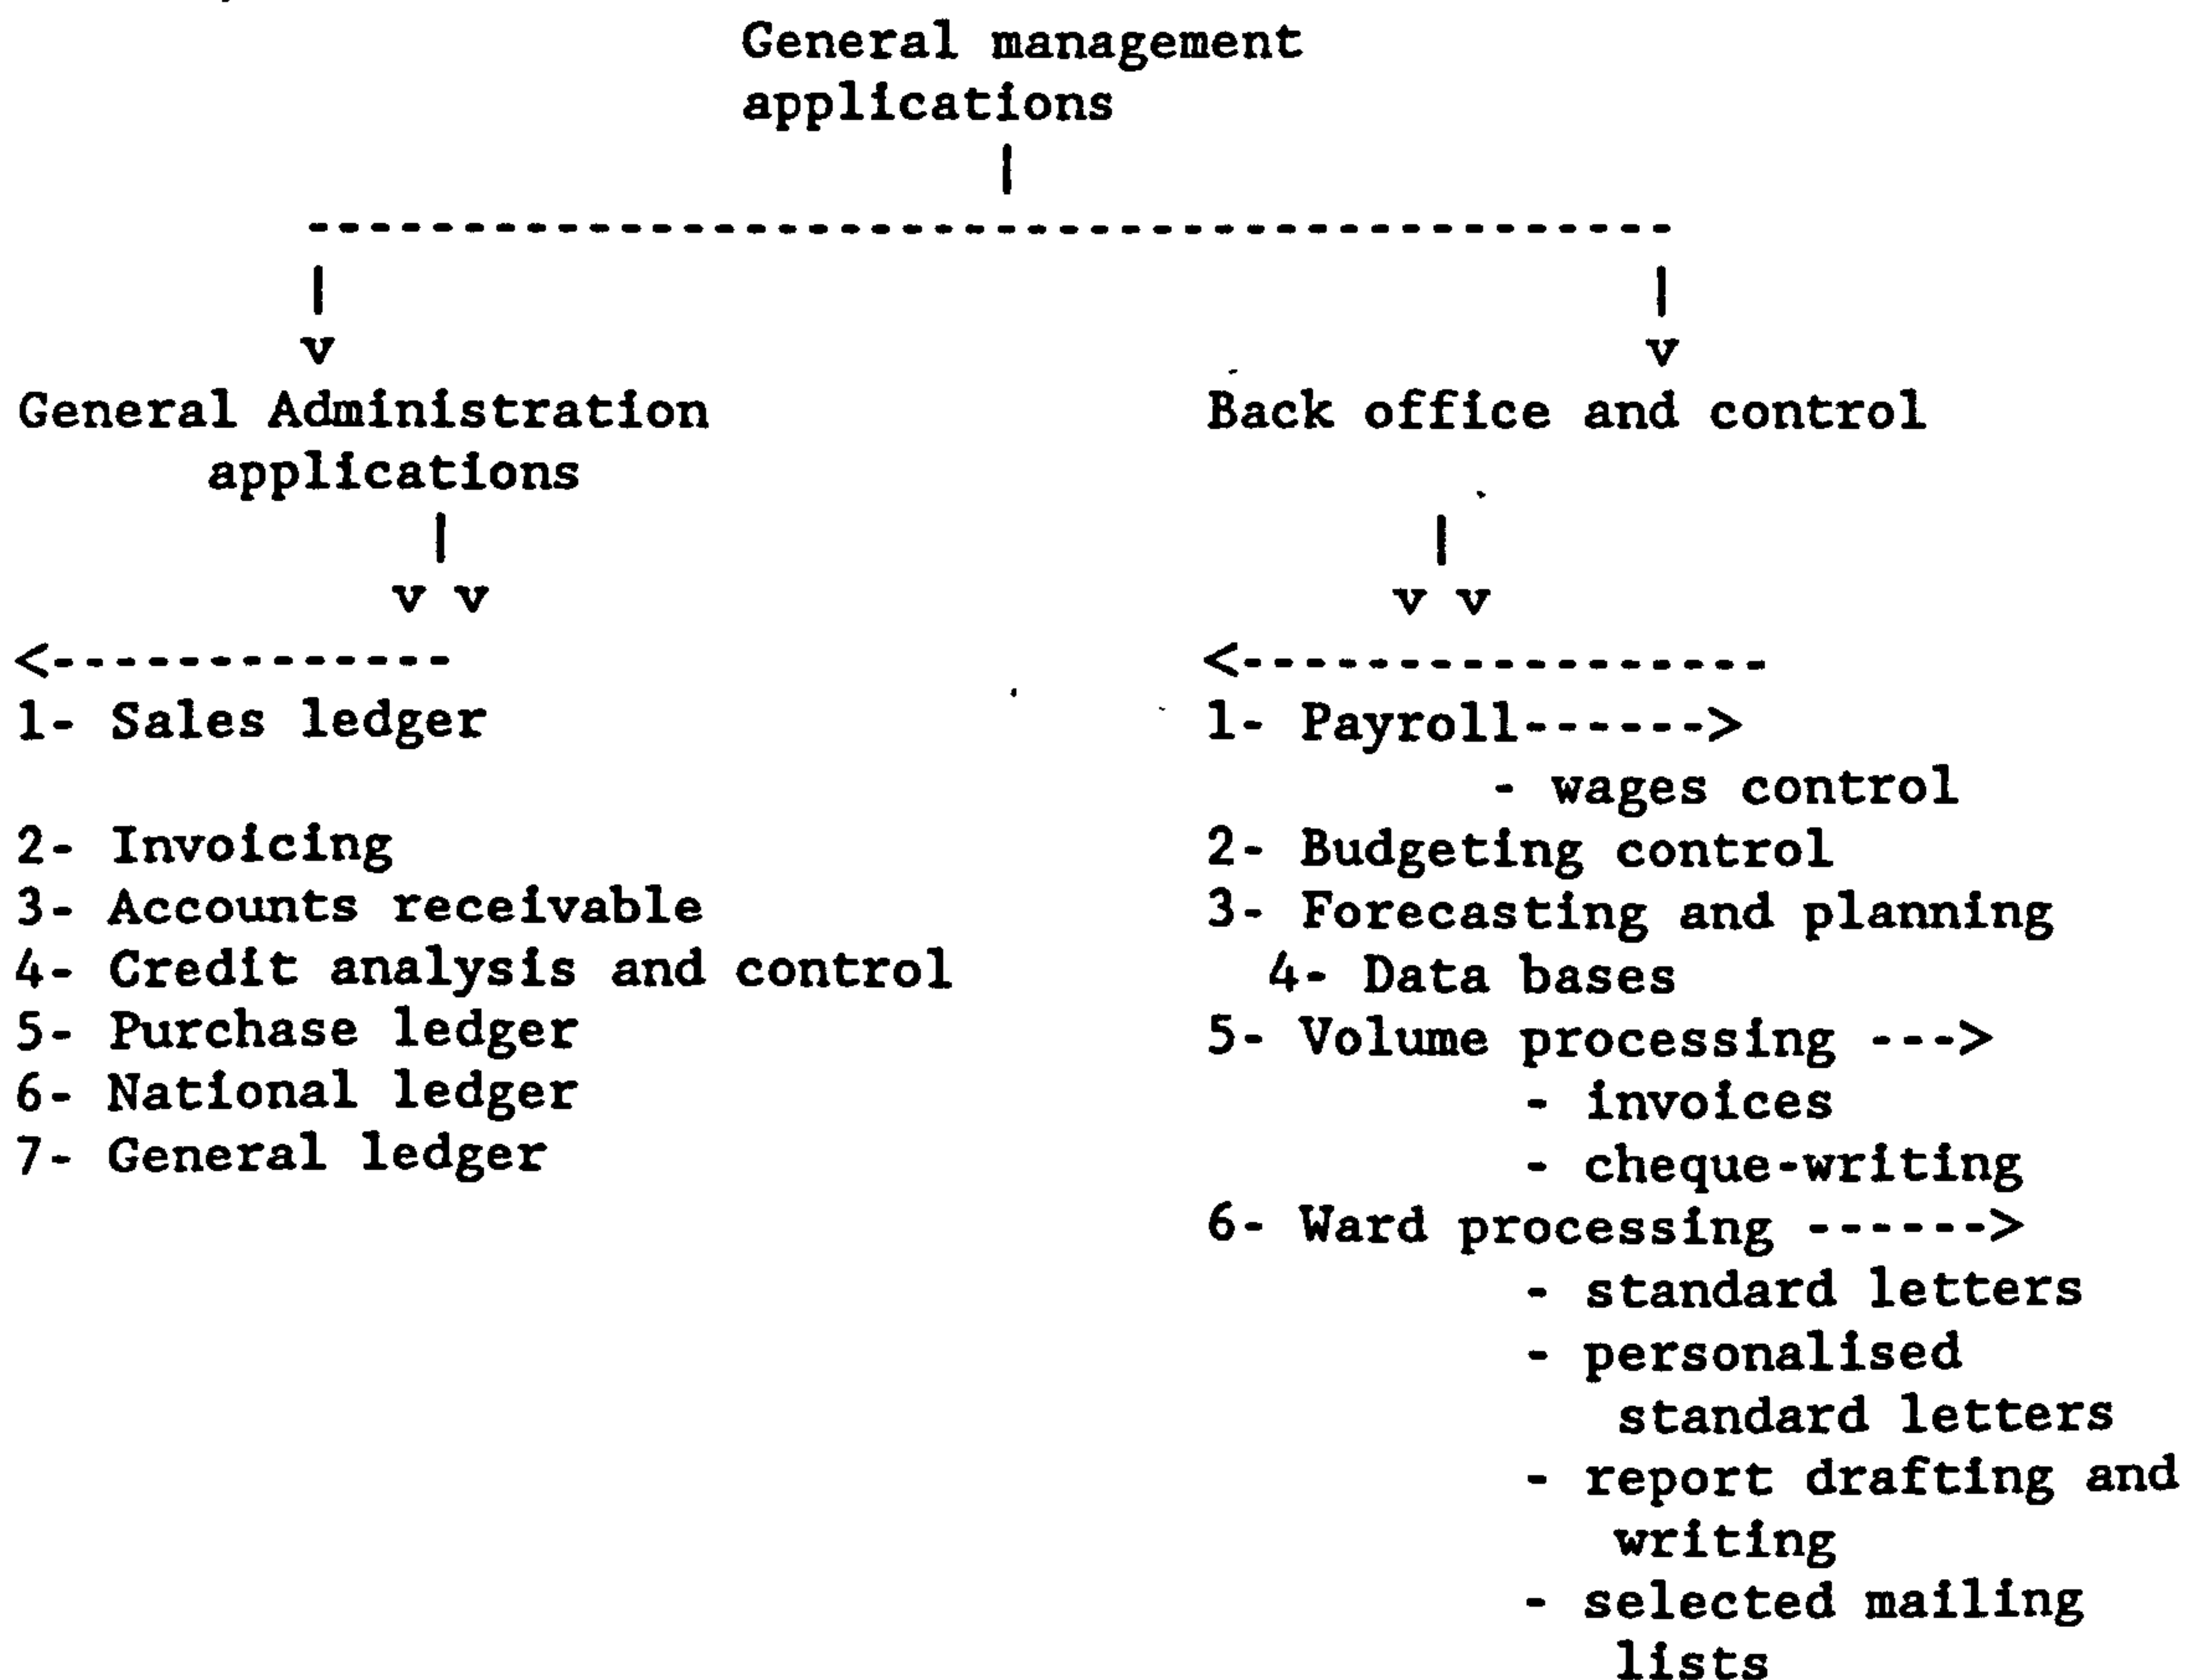 General management
applications
|
--------------------------------------------
| |
v v
General Administration
applications
|
v v
<-------------
1- Sales ledger
2- Invoicing
3- Accounts receivable
4- Credit analysis and control
5- Purchase ledger
6- National ledger
7- General ledger
Back office and control
|
v v
<-----------------
1- Payroll------>
- wages control
2- Budgeting control
3- Forecasting and planning
4- Data bases
5- Volume processing --->
- invoices
- cheque-writing
6- Ward processing ------>
- standard letters
- personalised
standard letters
- report drafting and
writing
- selected mailing
lists